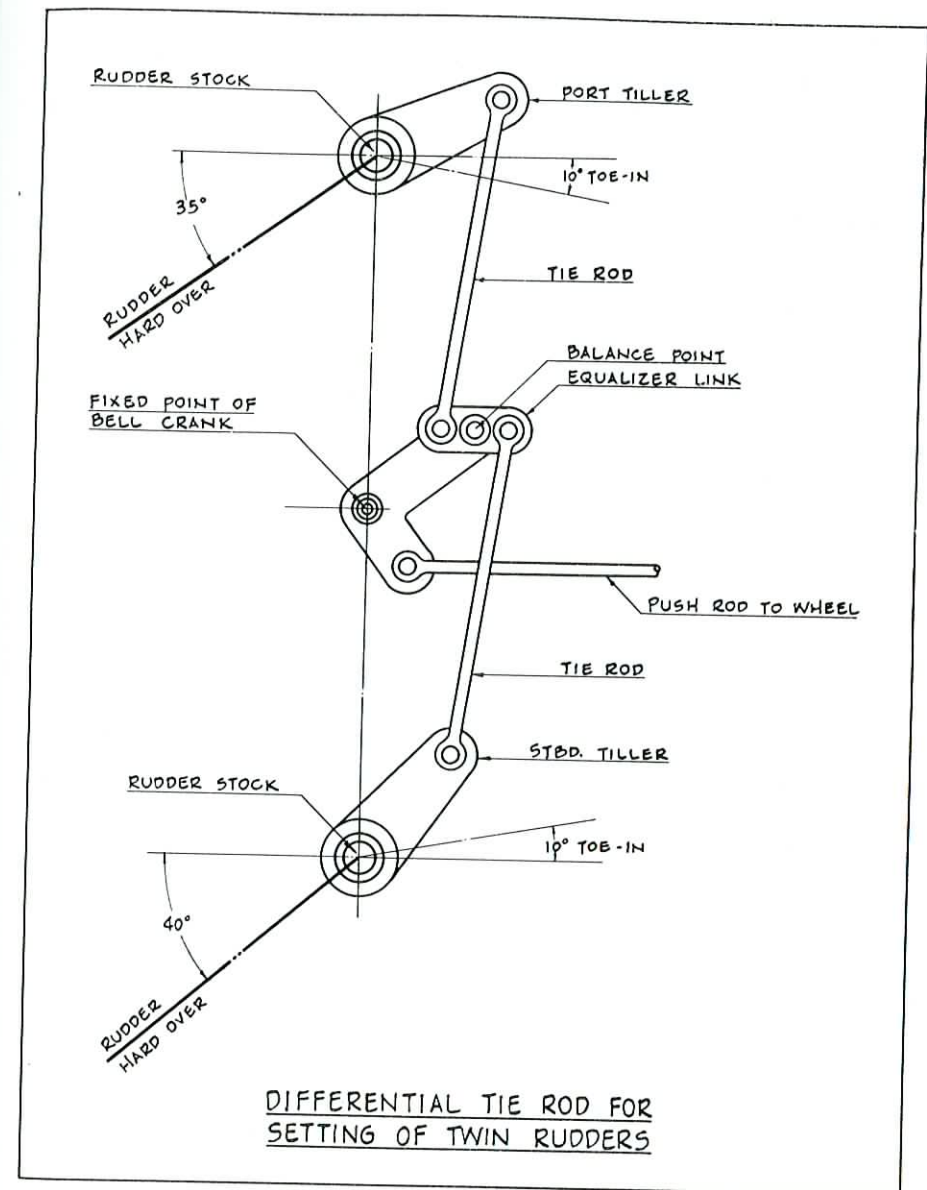 RUDDER STOCK
PORT TILLER
10° TOE-IN
35°
RUDDER
HARD OVER
TIE ROD
BALANCE POINT
EQUALIZER LINK
FIXED POINT OF
BELL CRANK
PUSH ROD TO WHEEL
TIE ROD
STBD. TILLER
RUDDER STOCK
10° TOE-IN
40°
RUDDER
HARD OVER
DIFFERENTIAL TIE ROD FOR
SETTING OF TWIN RUDDERS